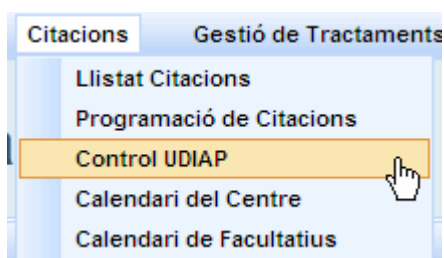 Citacions Gestió de Tractaments
Llistat Citacions
Programació de Citacions
Control UDIAP
Calendari del Centre
Calendari de Facultatius